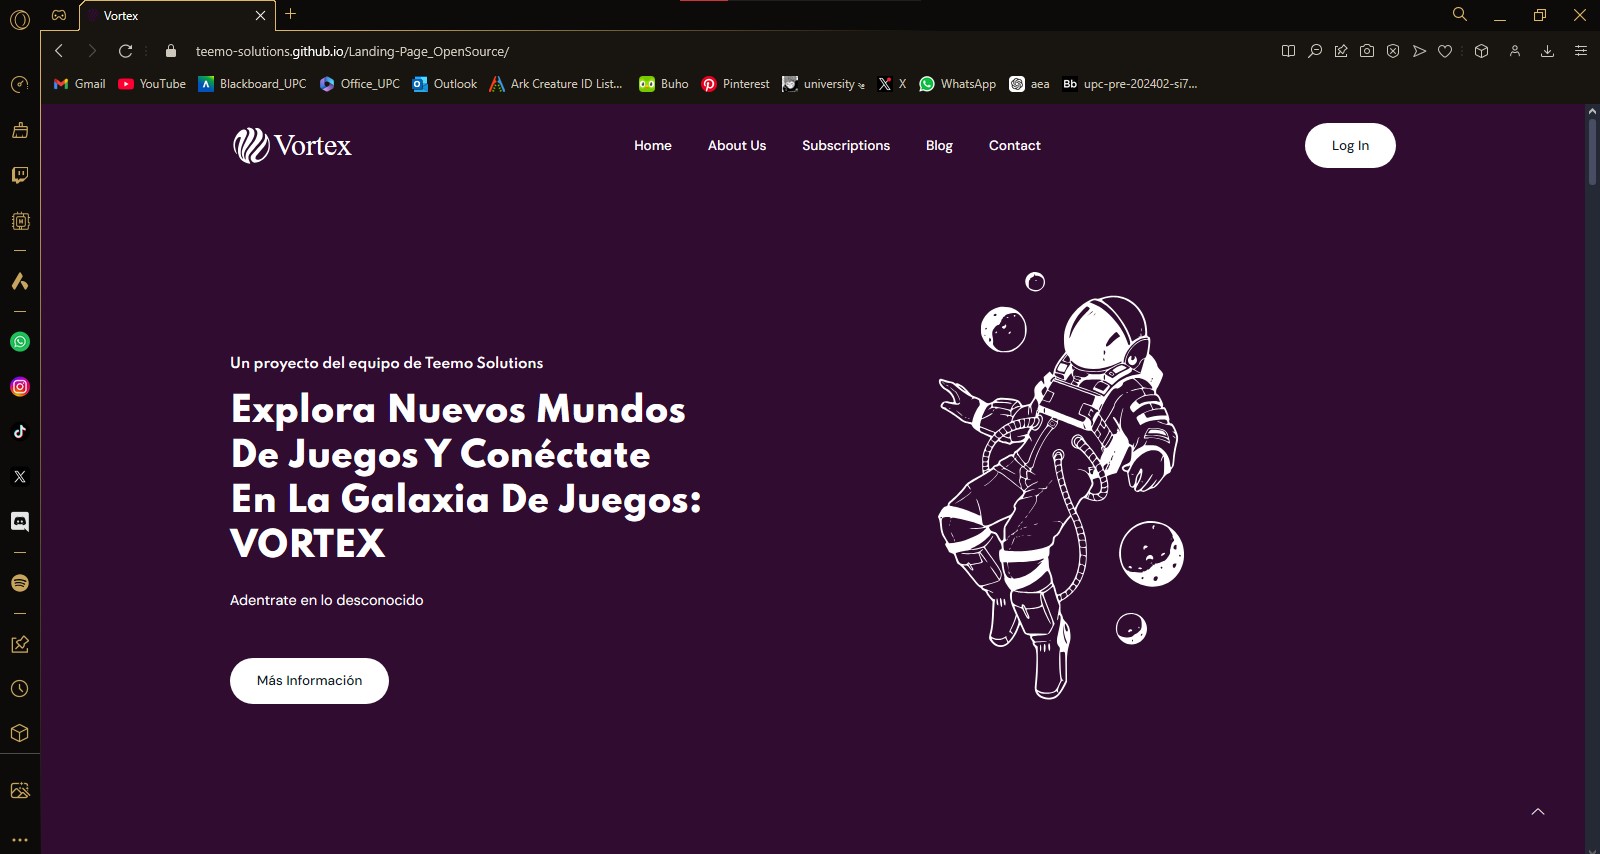 Vortex
teemo-solutions.github.io/Landing-Page_OpenSource/
Gmail YouTube Blackboard_UPC Office_UPC Outlook Ark Creature ID List... Buho Pinterest university X WhatsApp aea Bb upc-pre-202402-si7...
Vortex Home About Us Subscriptions Blog Contact Log In
Un proyecto del equipo de Teemo Solutions
Explora Nuevos Mundos
De Juegos Y Conéctate
En La Galaxia De Juegos:
VORTEX
Adentrate en lo desconocido
Más Información